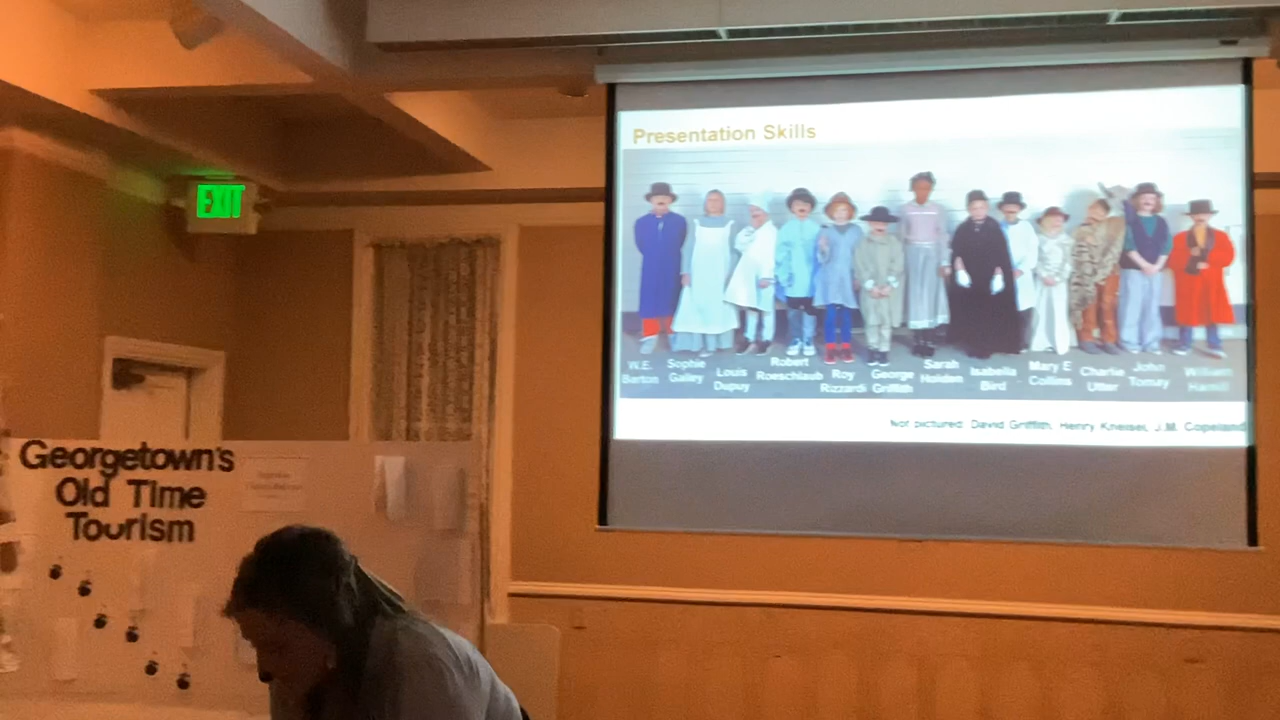 Presentation Skills
W.E. Barton
Sophie Galley
Louis Dupuy
Robert Roeschlaub
Roy Rizzardi
George Griffith
Sarah Holden
Isabella Bird
Mary E Collins
Charlie Utter
John Tomay
William Hamill
Not pictured: David Griffith, Henry Kneisel, J.M. Copeland
EXIT
Georgetown's
Old Time
Tourism